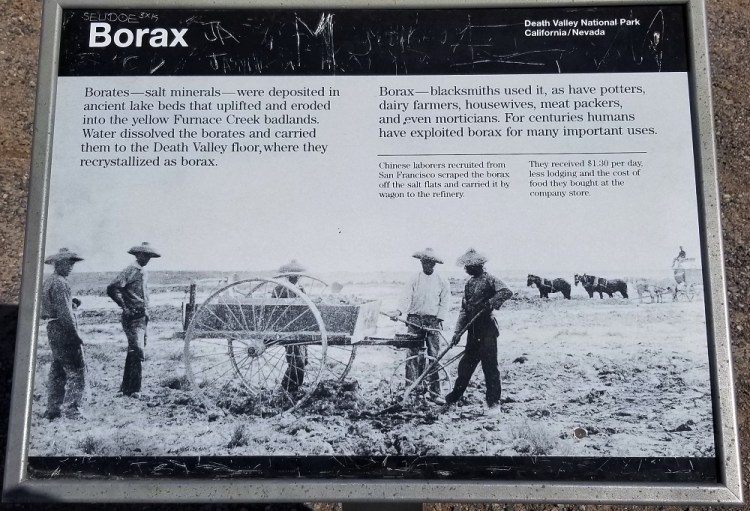 Borax
Death Valley National Park
California/Nevada
Borates—salt minerals—were deposited in
ancient lake beds that uplifted and eroded
into the yellow Furnace Creek badlands.
Water dissolved the borates and carried
them to the Death Valley floor, where they
recrystallized as borax.
Borax—blacksmiths used it, as have potters,
dairy farmers, housewives, meat packers,
and even morticians. For centuries humans
have exploited borax for many important uses.
Chinese laborers recruited from
San Francisco scraped the borax
off the salt flats and carried it by
wagon to the refinery.
They received $1.30 per day,
less lodging and the cost of
food they bought at the
company store.